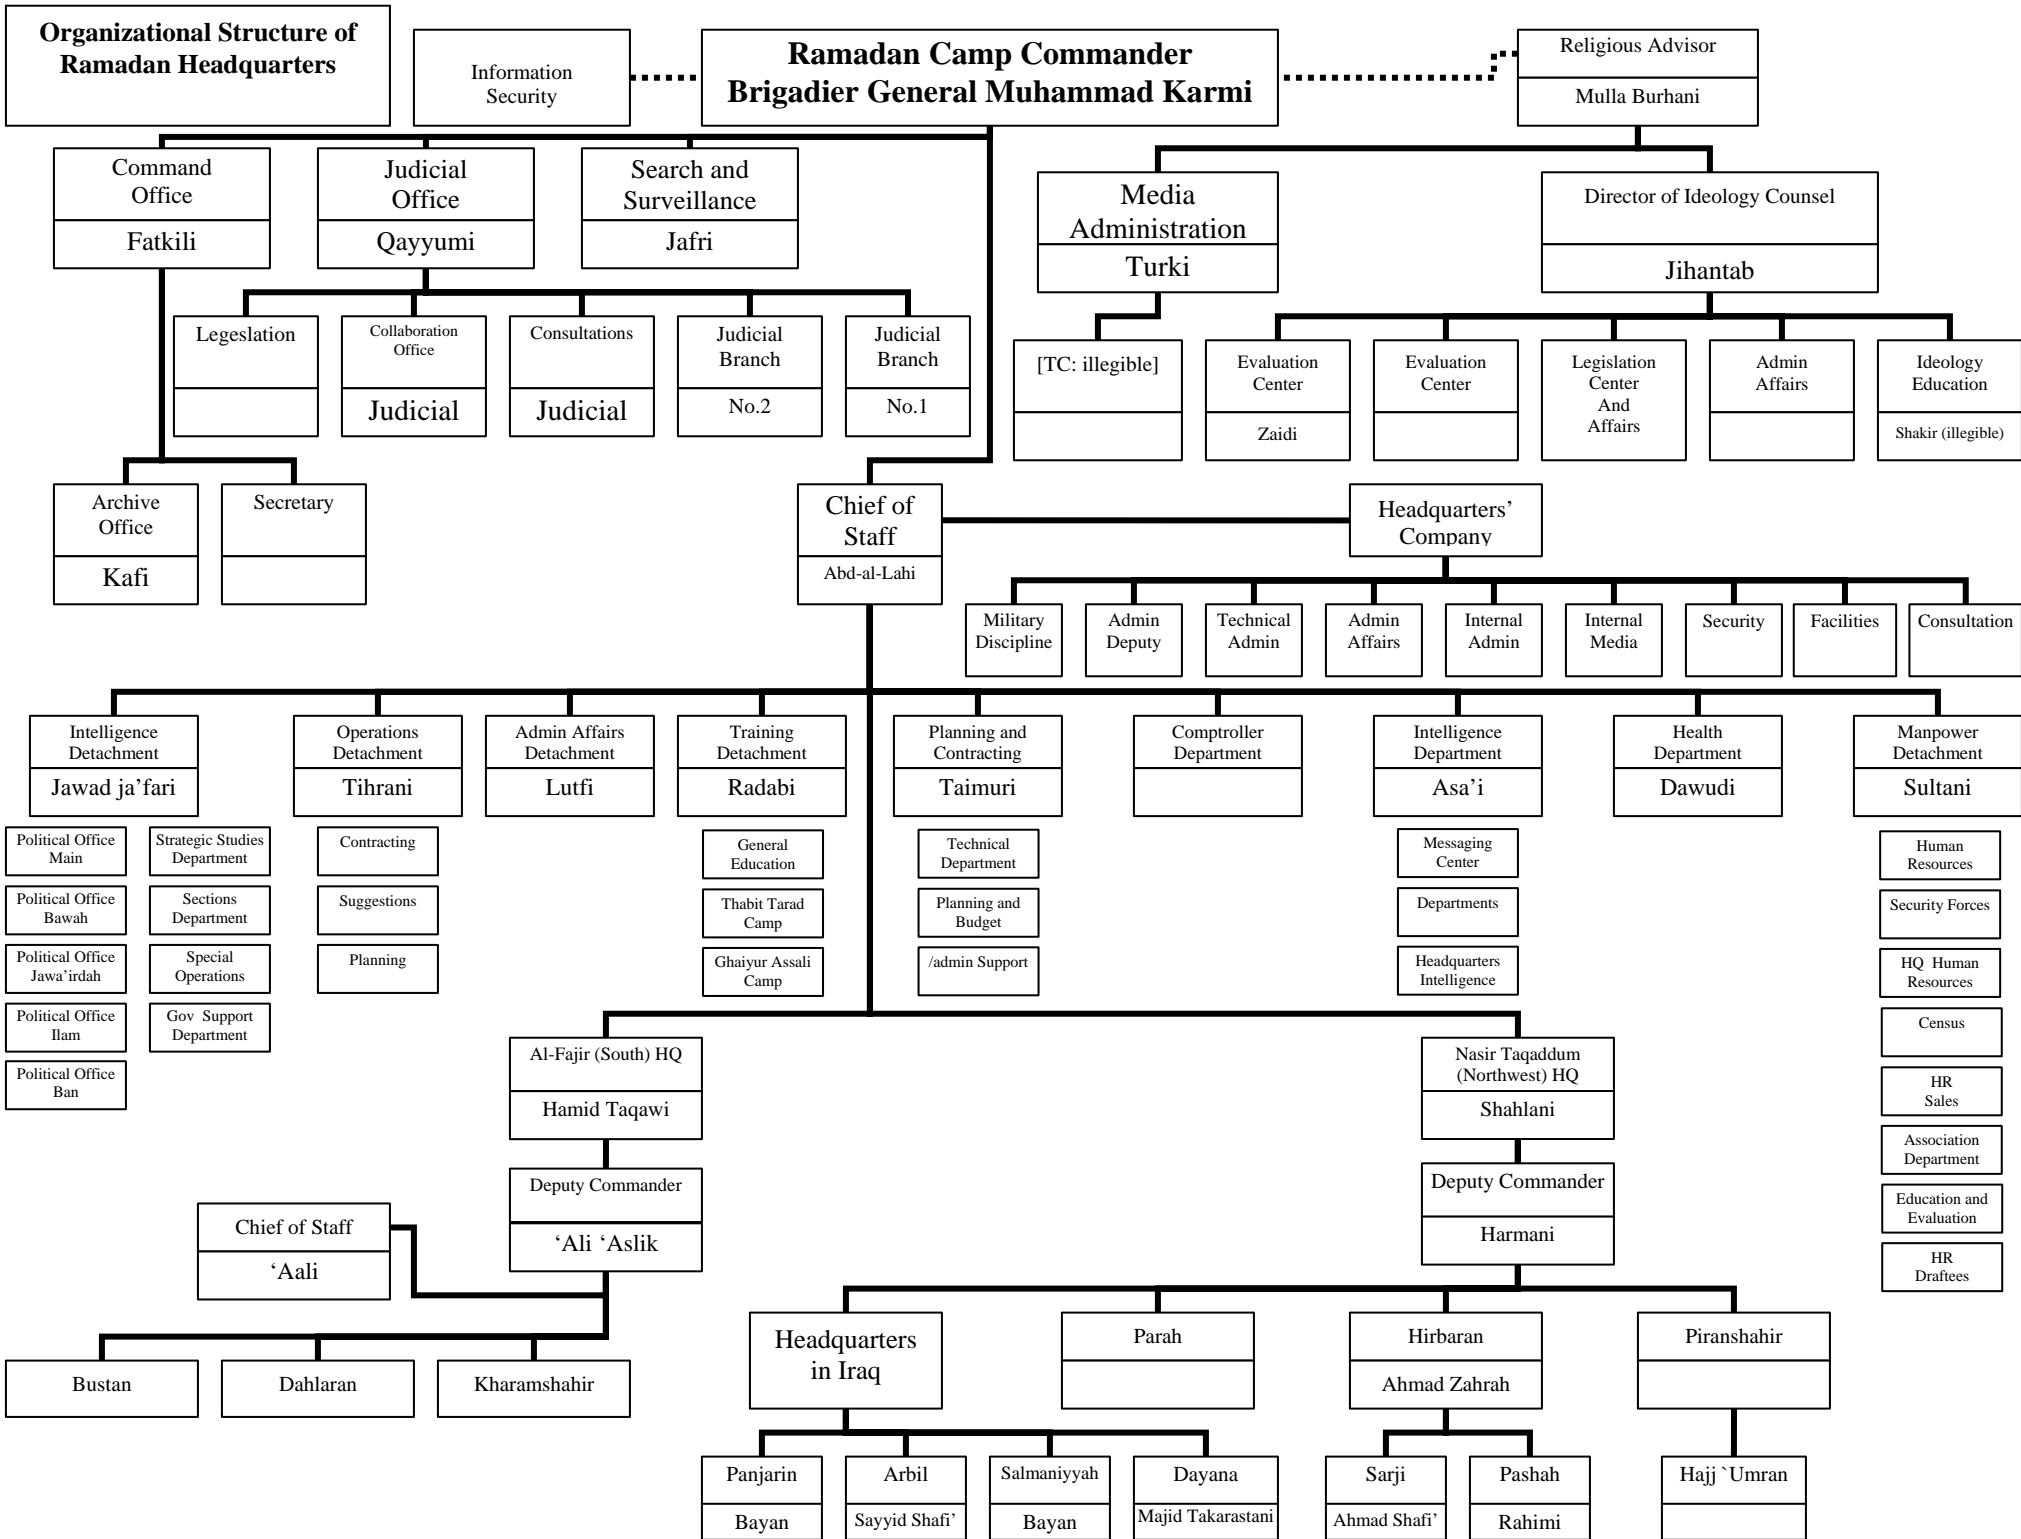 Organizational Structure of
Ramadan Headquarters
Information
Security
Ramadan Camp Commander
Brigadier General Muhammad Karmi
Religious Advisor
Mulla Burhani
Command
Office
Fatkili
Judicial
Office
Qayyumi
Search and
Surveillance
Jafri
Media
Administration
Turki
Director of Ideology Counsel
Jihantab
Legeslation
Collaboration
Office
Judicial
Consultations
Judicial
Judicial
Branch
No.2
Judicial
Branch
No.1
[TC: illegible]
Evaluation
Center
Zaidi
Evaluation
Center
Legislation
Center
And
Affairs
Admin
Affairs
Ideology
Education
Shakir (illegible)
Archive
Office
Kafi
Secretary
Chief of
Staff
Abd-al-Lahi
Headquarters’
Company
Military
Discipline
Admin
Deputy
Technical
Admin
Admin
Affairs
Internal
Admin
Internal
Media
Security
Facilities
Consultation
Intelligence
Detachment
Jawad ja’fari
Operations
Detachment
Tihrani
Admin Affairs
Detachment
Lutfi
Training
Detachment
Radabi
Planning and
Contracting
Taimuri
Comptroller
Department
Intelligence
Department
Asa’i
Health
Department
Dawudi
Manpower
Detachment
Sultani
Political Office
Main
Political Office
Bawah
Political Office
Jawa’irdah
Political Office
Ilam
Political Office
Ban
Strategic Studies
Department
Sections
Department
Special
Operations
Gov Support
Department
Contracting
Suggestions
Planning
General
Education
Thabit Tarad
Camp
Ghaiyur Assali
Camp
Technical
Department
Planning and
Budget
/admin Support
Messaging
Center
Departments
Headquarters
Intelligence
Human
Resources
Security Forces
HQ Human
Resources
Census
HR
Sales
Association
Department
Education and
Evaluation
HR
Draftees
Al-Fajir (South) HQ
Hamid Taqawi
Deputy Commander
‘Ali ‘Aslik
Chief of Staff
‘Aali
Bustan
Dahlaran
Kharamshahir
Nasir Taqaddum
(Northwest) HQ
Shahlani
Deputy Commander
Harmani
Headquarters
in Iraq
Parah
Hirbaran
Ahmad Zahrah
Piranshahir
Panjarin
Bayan
Arbil
Sayyid Shafi’
Salmaniyyah
Bayan
Dayana
Majid Takarastani
Sarji
Ahmad Shafi’
Pashah
Rahimi
Hajj `Umran